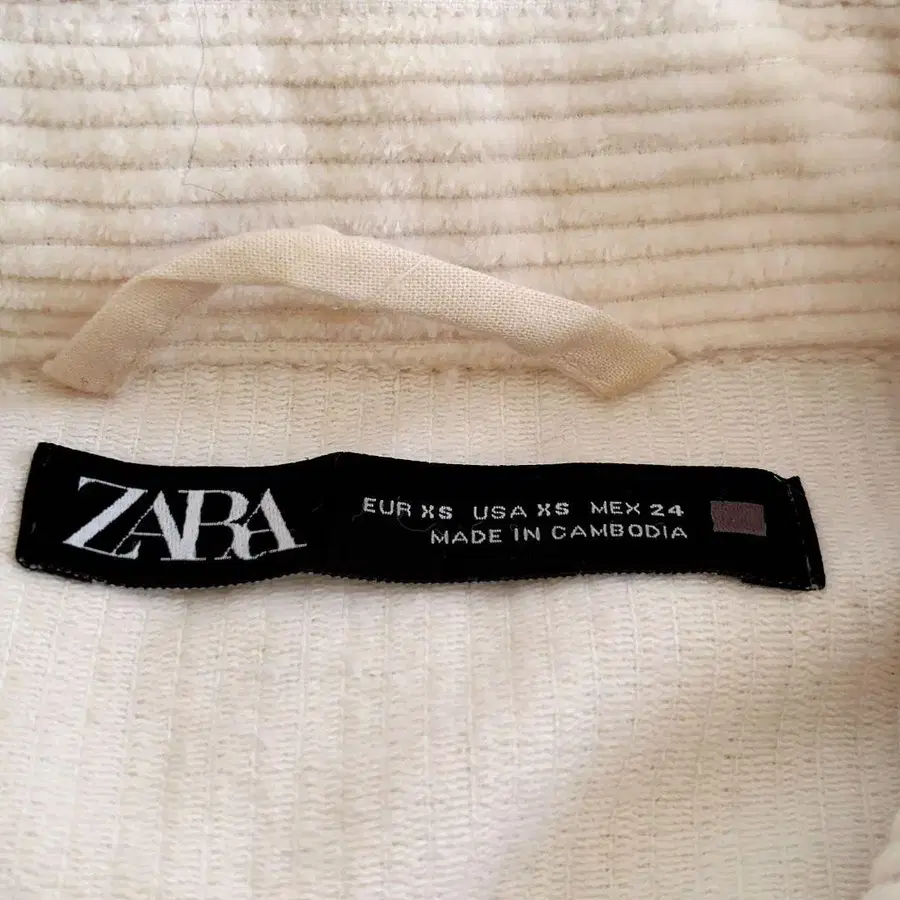 ZARA
EUR XS USA XS MEX 24
MADE IN CAMBODIA